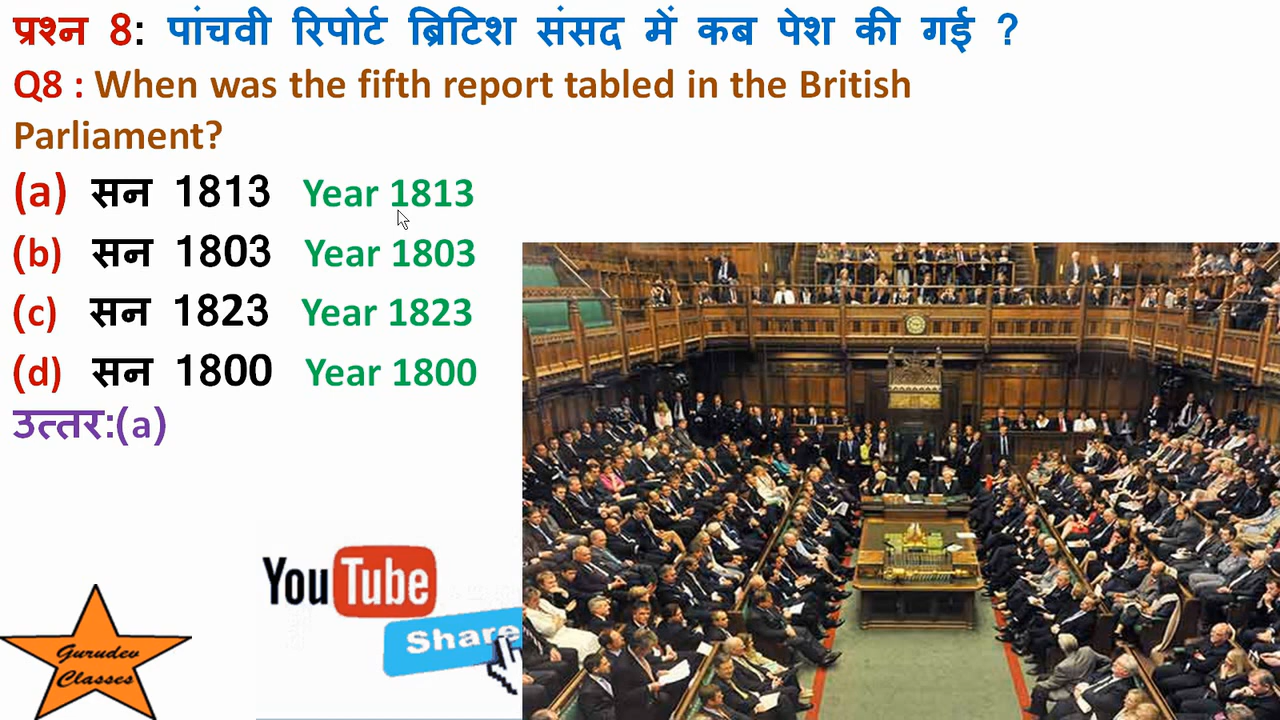 प्रश्न 8: पांचवी रिपोर्ट ब्रिटिश संसद में कब पेश की गई ?
Q8 : When was the fifth report tabled in the British
Parliament?
(a) सन 1813 Year 1813
(b) सन 1803 Year 1803
(c) सन 1823 Year 1823
(d) सन 1800 Year 1800
उत्तर:(a)
YouTube
Share
Gurudev
Classes